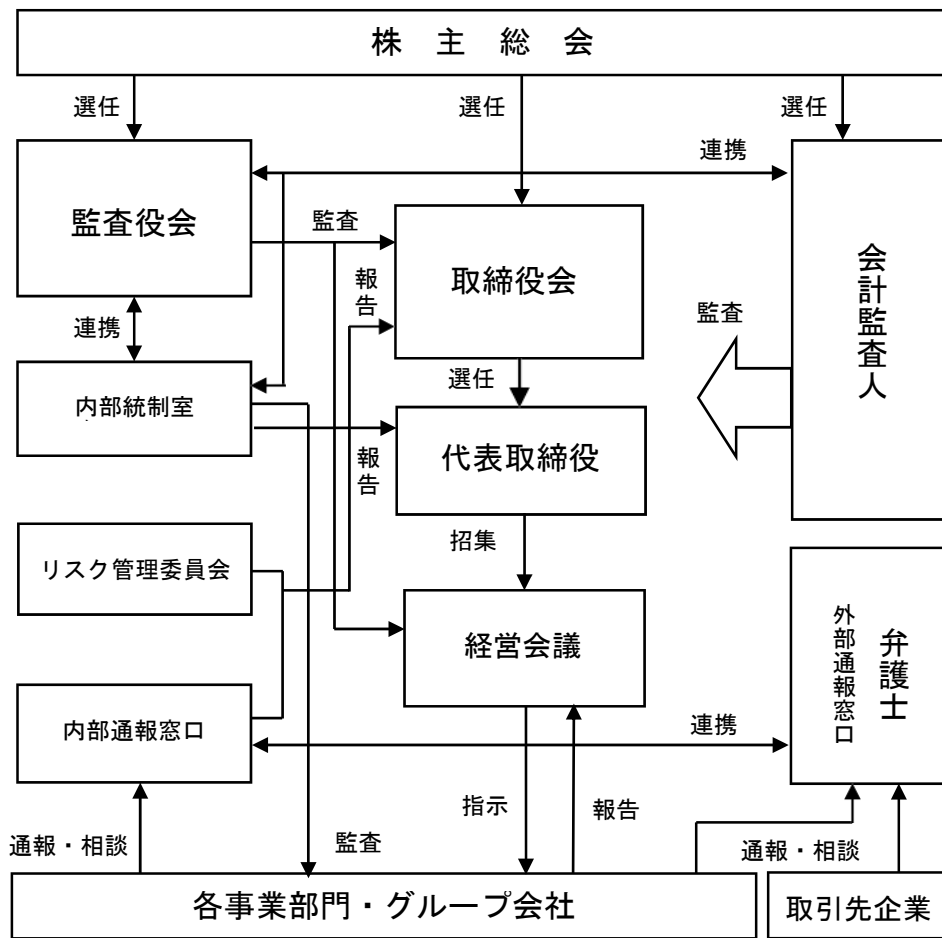 株 主 総 会
選任
選任
選任
連携
監査役会
監査
取締役会
会計監査人
報告
監査
連携
選任
内部統制室
代表取締役
報告
招集
リスク管理委員会
経営会議
弁護士
外部通報窓口
内部通報窓口
連携
指示
報告
通報・相談
監査
通報・相談
各事業部門・グループ会社
取引先企業